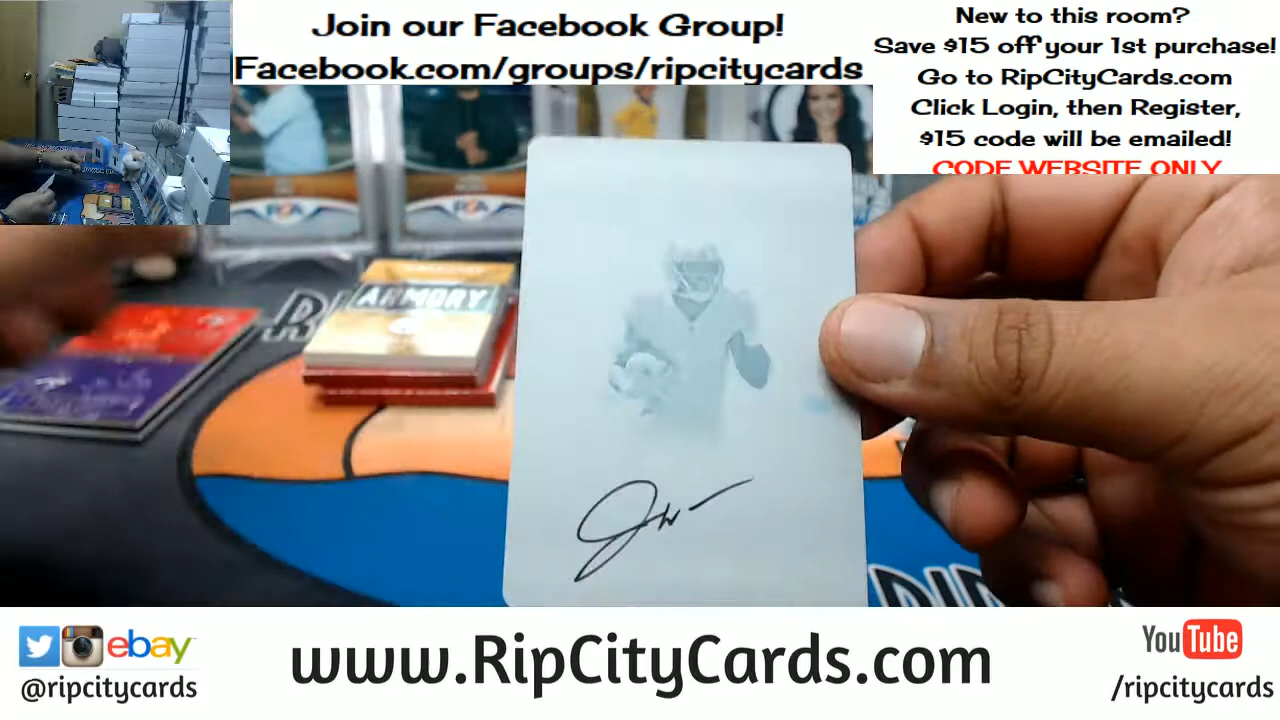 Join our Facebook Group!
Facebook.com/groups/ripcitycards
New to this room?
Save $15 off your 1st purchase!
Go to RipCityCards.com
Click Login, then Register,
$15 code will be emailed!
CODE WEBSITE ONLY
ARMORY
ebay
@ripcitycards
www.RipCityCards.com
YouTube
/ripcitycards